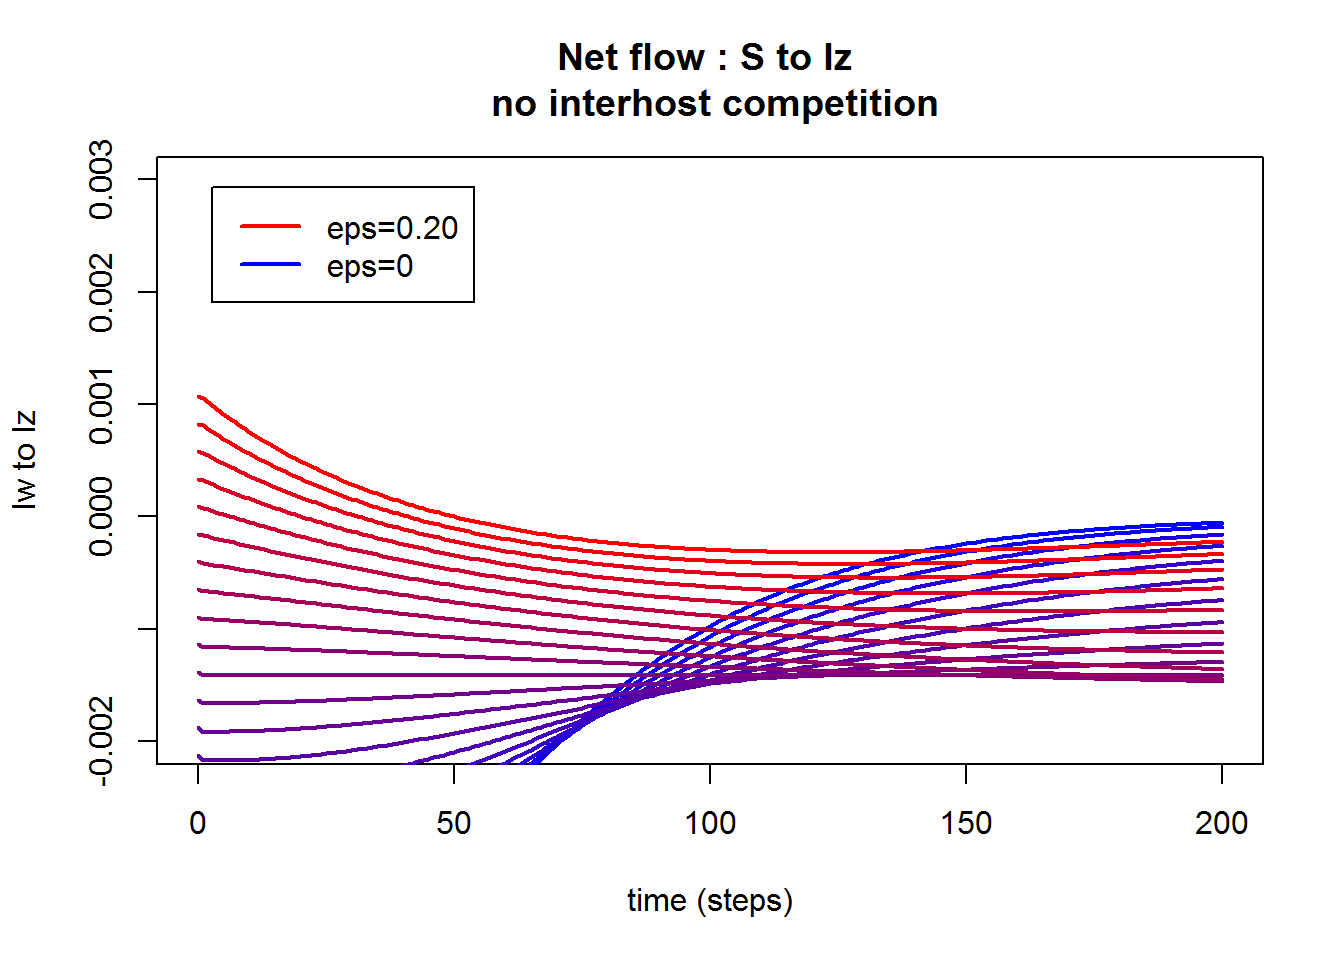 Net flow : S to Iz
no interhost competition
0.003
0.002
0.001
0.000
-0.002
Iw to Iz
eps=0.20
eps=0
0
50
100
150
200
time (steps)